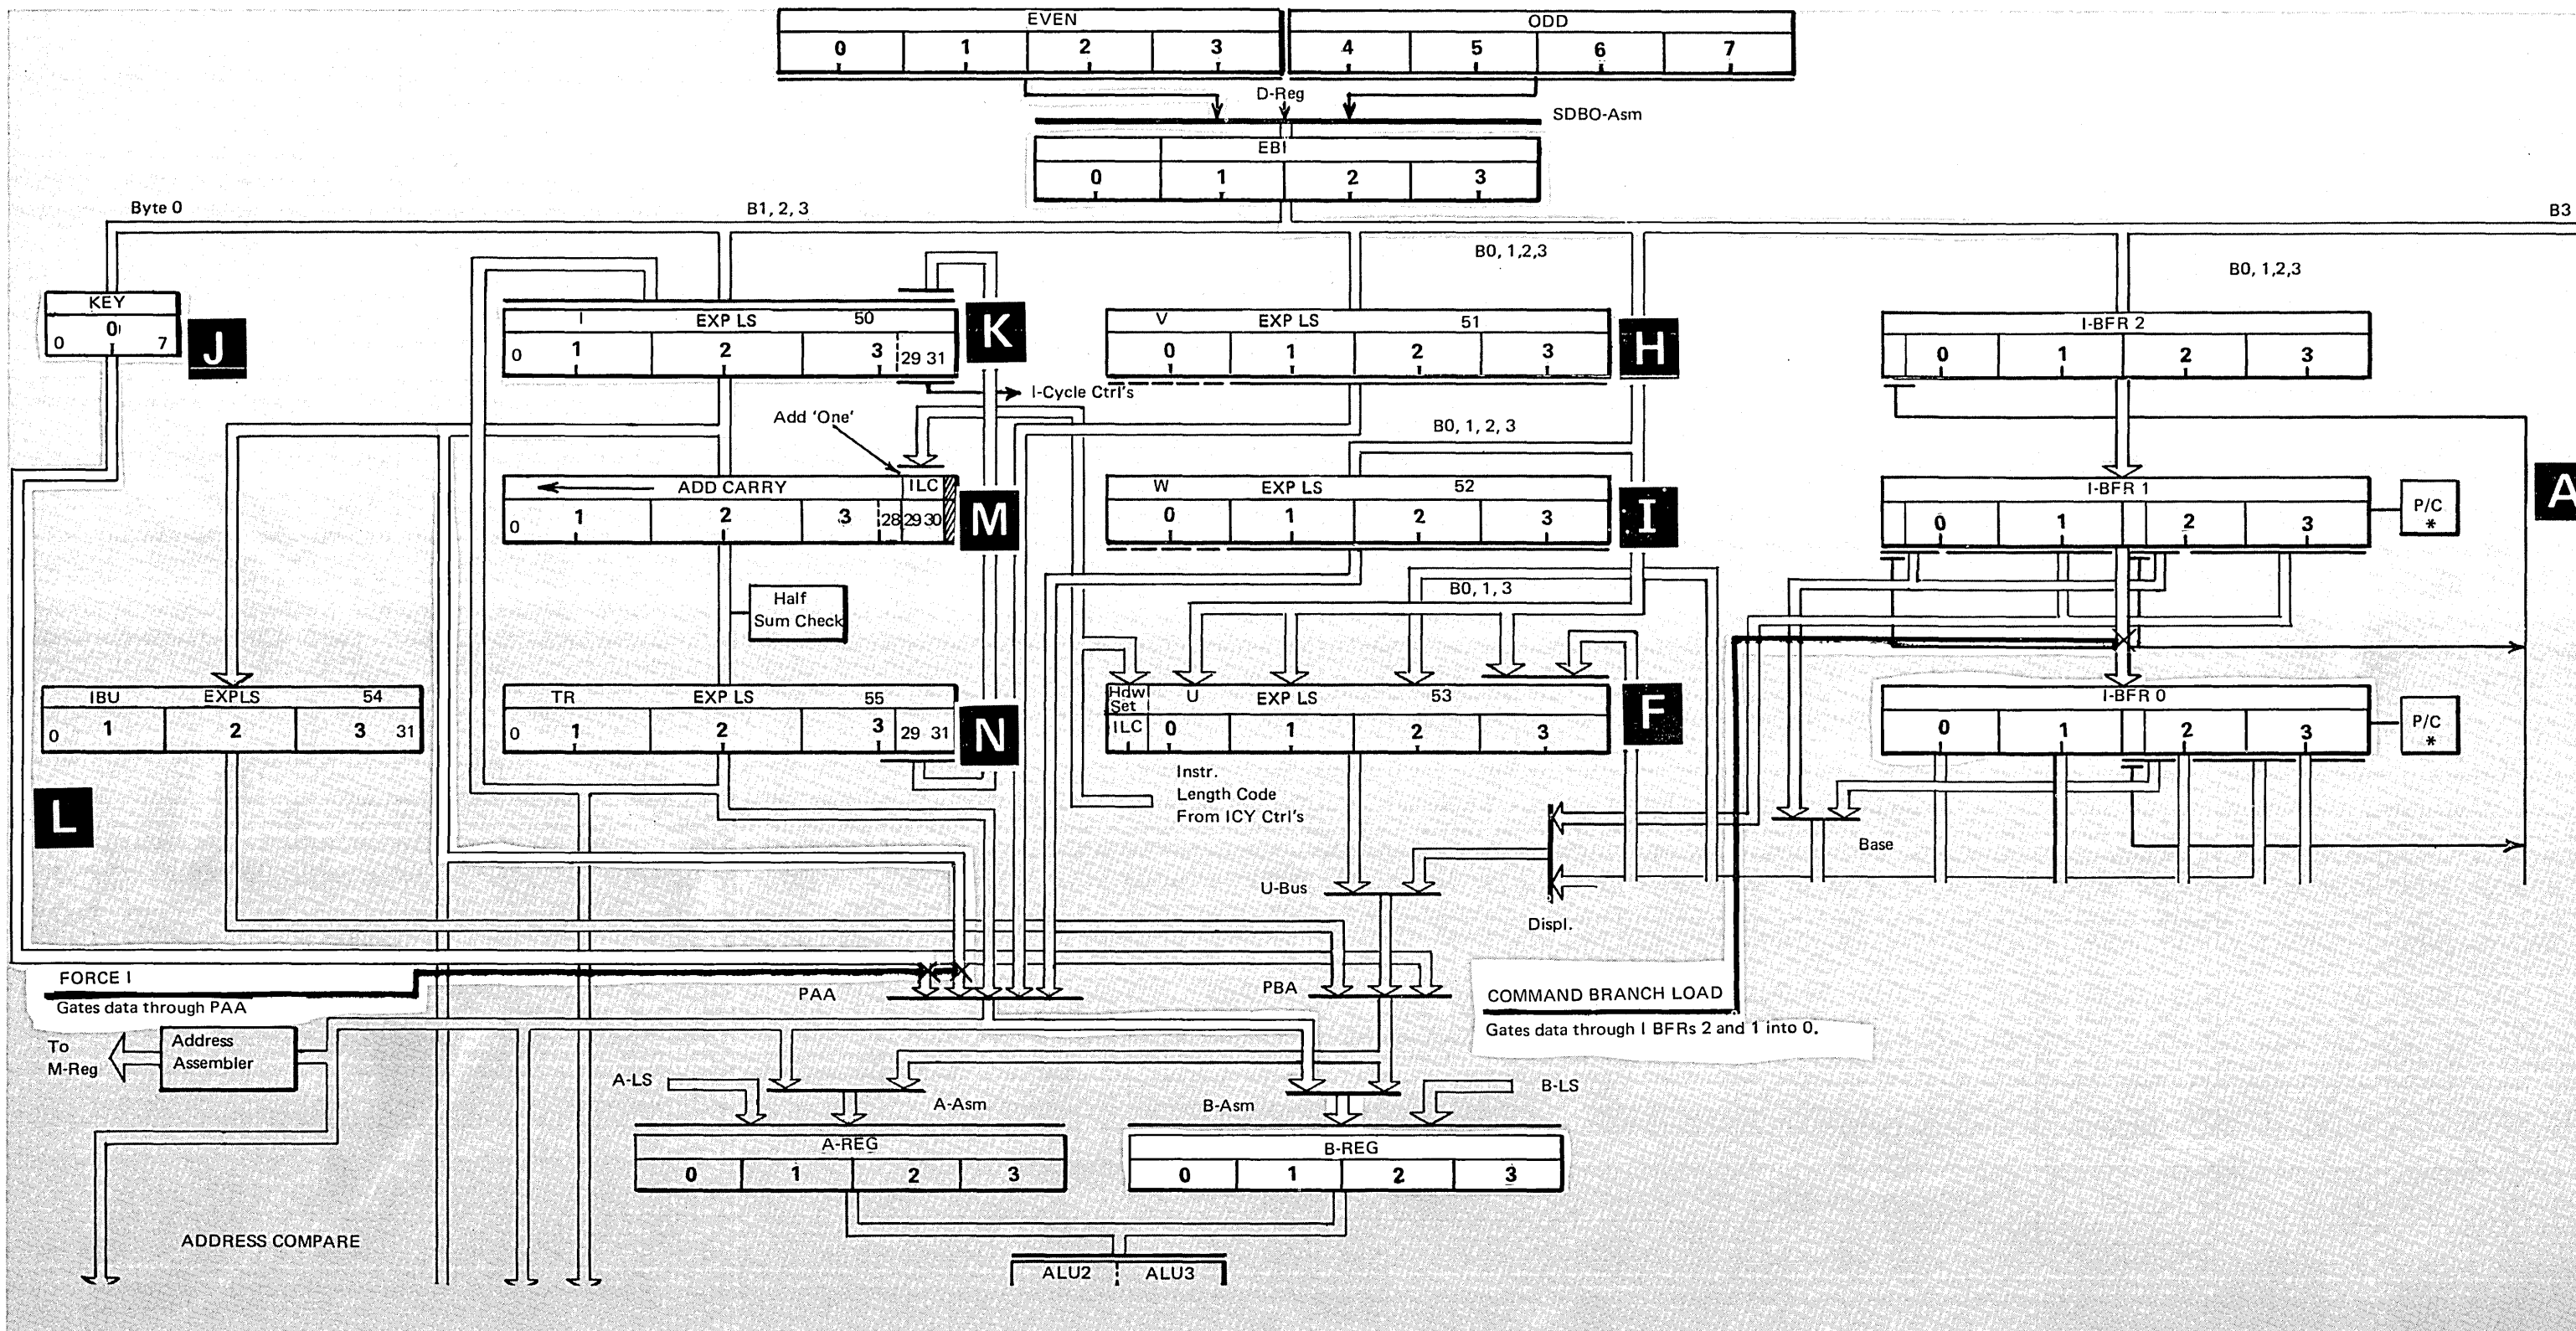 EVEN ODD
0 1 2 3 4 5 6 7
D-Reg
SDBO-Asm
EBI
0 1 2 3
Byte 0
B1, 2, 3
B3
B0, 1,2,3
B0, 1,2,3
KEY
0 0 7
J
I EXP LS 50
0 1 2 3 29 31
K
V EXP LS 51
0 1 2 3
H
I-BFR 2
0 1 2 3
I-Cycle Ctrl's
Add 'One'
B0, 1, 2, 3
ADD CARRY ILC
0 1 2 3 28 29 30
M
W EXP LS 52
0 1 2 3
I
I-BFR 1
0 1 2 3
P/C
*
A
Half
Sum Check
B0, 1, 3
IBU EXPLS 54
0 1 2 3 31
TR EXP LS 55
0 1 2 3 29 31
N
Hdw
Set
U EXP LS 53
ILC 0 1 2 3
F
I-BFR 0
0 1 2 3
P/C
*
Instr.
Length Code
From ICY Ctrl's
L
Base
U-Bus
Displ.
FORCE I
Gates data through PAA
PAA
PBA
COMMAND BRANCH LOAD
Gates data through I BFRs 2 and 1 into 0.
To
M-Reg
Address
Assembler
A-LS
A-Asm
B-Asm
B-LS
A-REG
0 1 2 3
B-REG
0 1 2 3
ADDRESS COMPARE
ALU2 ALU3